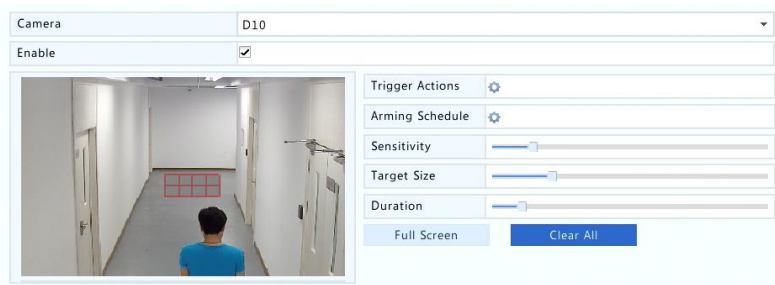 Camera D10
Enable
Trigger Actions
Arming Schedule
Sensitivity
Target Size
Duration
Full Screen Clear All